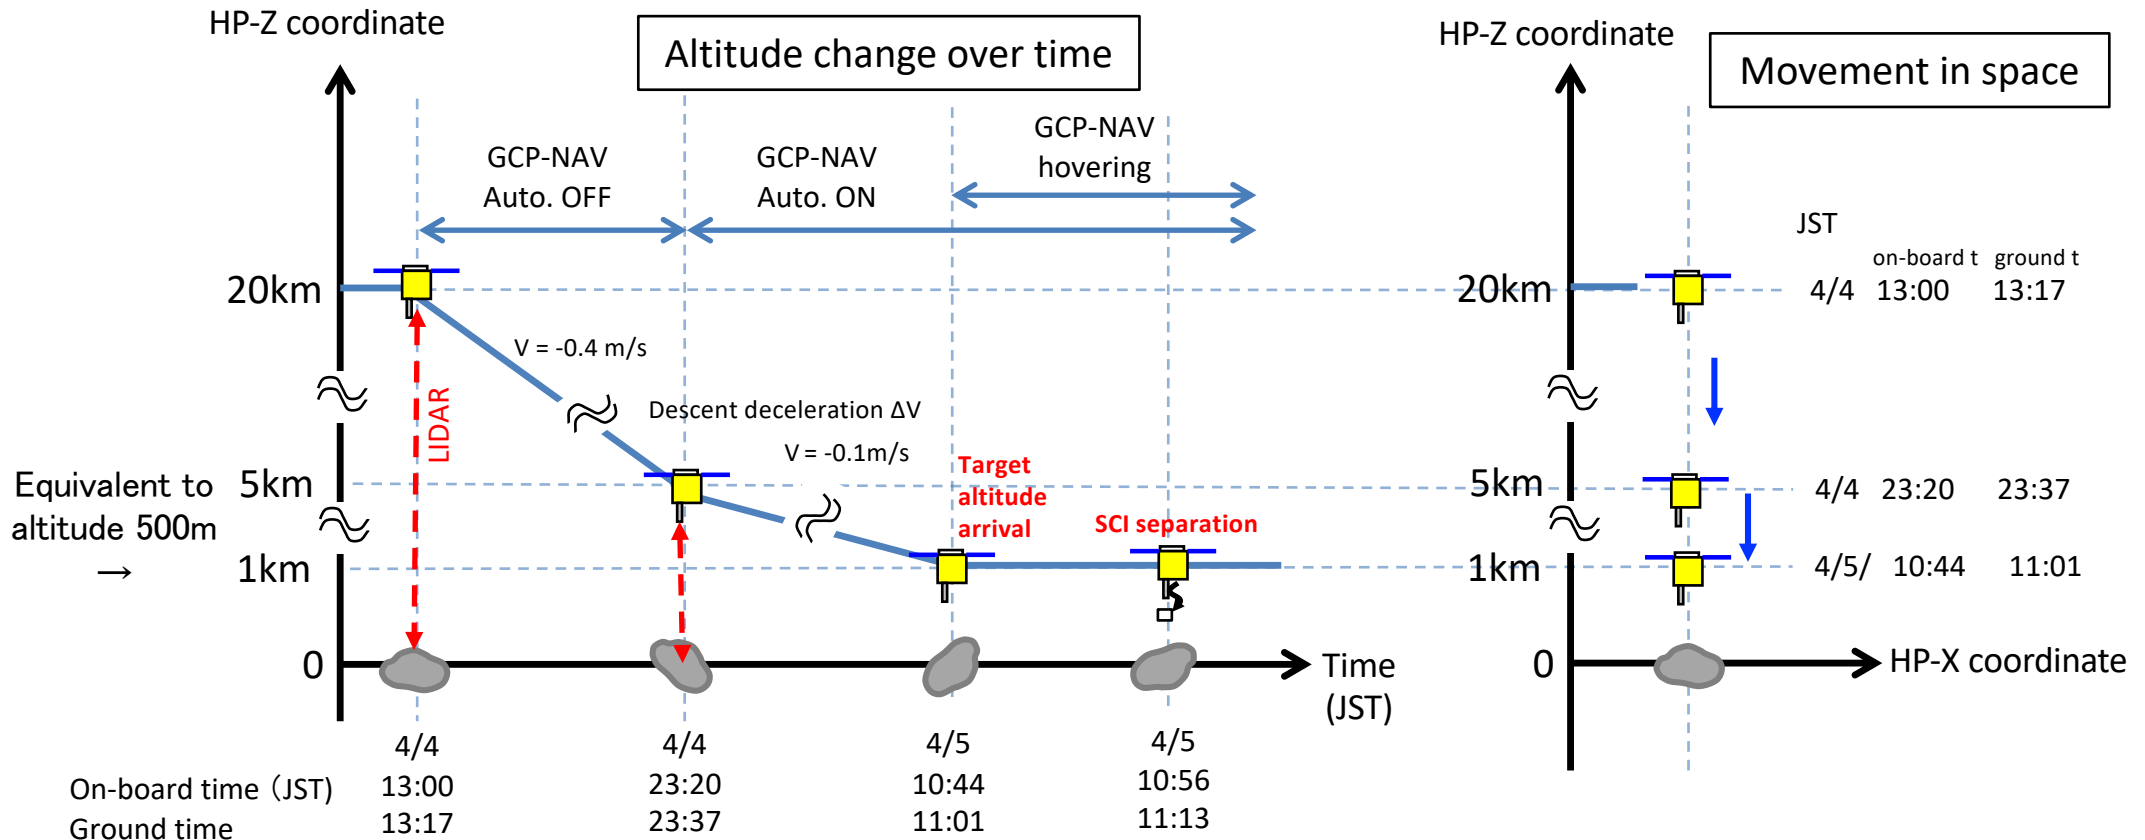 HP-Z coordinate
Altitude change over time
GCP-NAV
Auto. OFF
GCP-NAV
Auto. ON
GCP-NAV
hovering
20km
V = -0.4 m/s
LIDAR
Descent deceleration ΔV
V = -0.1m/s
Equivalent to
altitude 500m
→
5km
1km
0
Target
altitude
arrival
SCI separation
Time
(JST)
4/4
4/4
4/5
4/5
On-board time (JST)
13:00
23:20
10:44
10:56
Ground time
13:17
23:37
11:01
11:13
HP-Z coordinate
Movement in space
JST
on-board t ground t
20km
4/4 13:00 13:17
5km
4/4 23:20 23:37
1km
4/5/ 10:44 11:01
0
HP-X coordinate